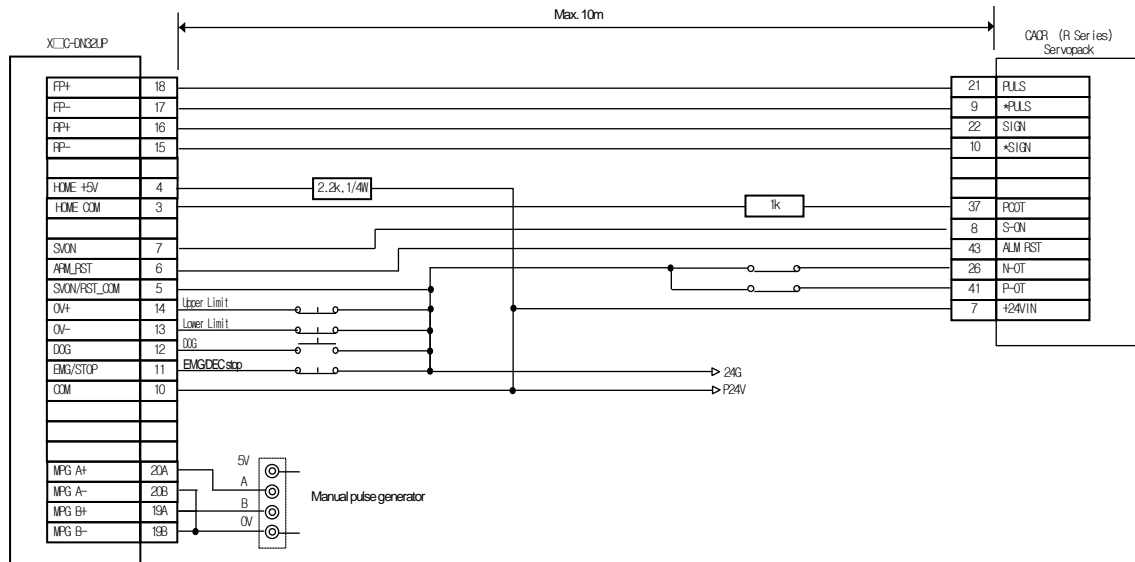 Max. 10m
X□C-DN32UP
CACR (R Series)
Servopack
FP+ 18 21 PULS
FP- 17 9 *PULS
RP+ 16 22 SIGN
RP- 15 10 *SIGN
HOME +5V 4 2.2k, 1/4W
HOME COM 3 1k 37 PCOT
8 S-ON
SVON 7 43 ALM RST
ARM_RST 6 26 N-OT
SVON/RST_COM 5 41 P-OT
OV+ 14 Upper Limit 7 +24VIN
OV- 13 Lower Limit
DOG 12 DOG
EMG/STOP 11 EMG/DEC stop 24G
COM 10 P24V
MPG A+ 20A 5V
MPG A- 20B A Manual pulse generator
MPG B+ 19A B
MPG B- 19B 0V